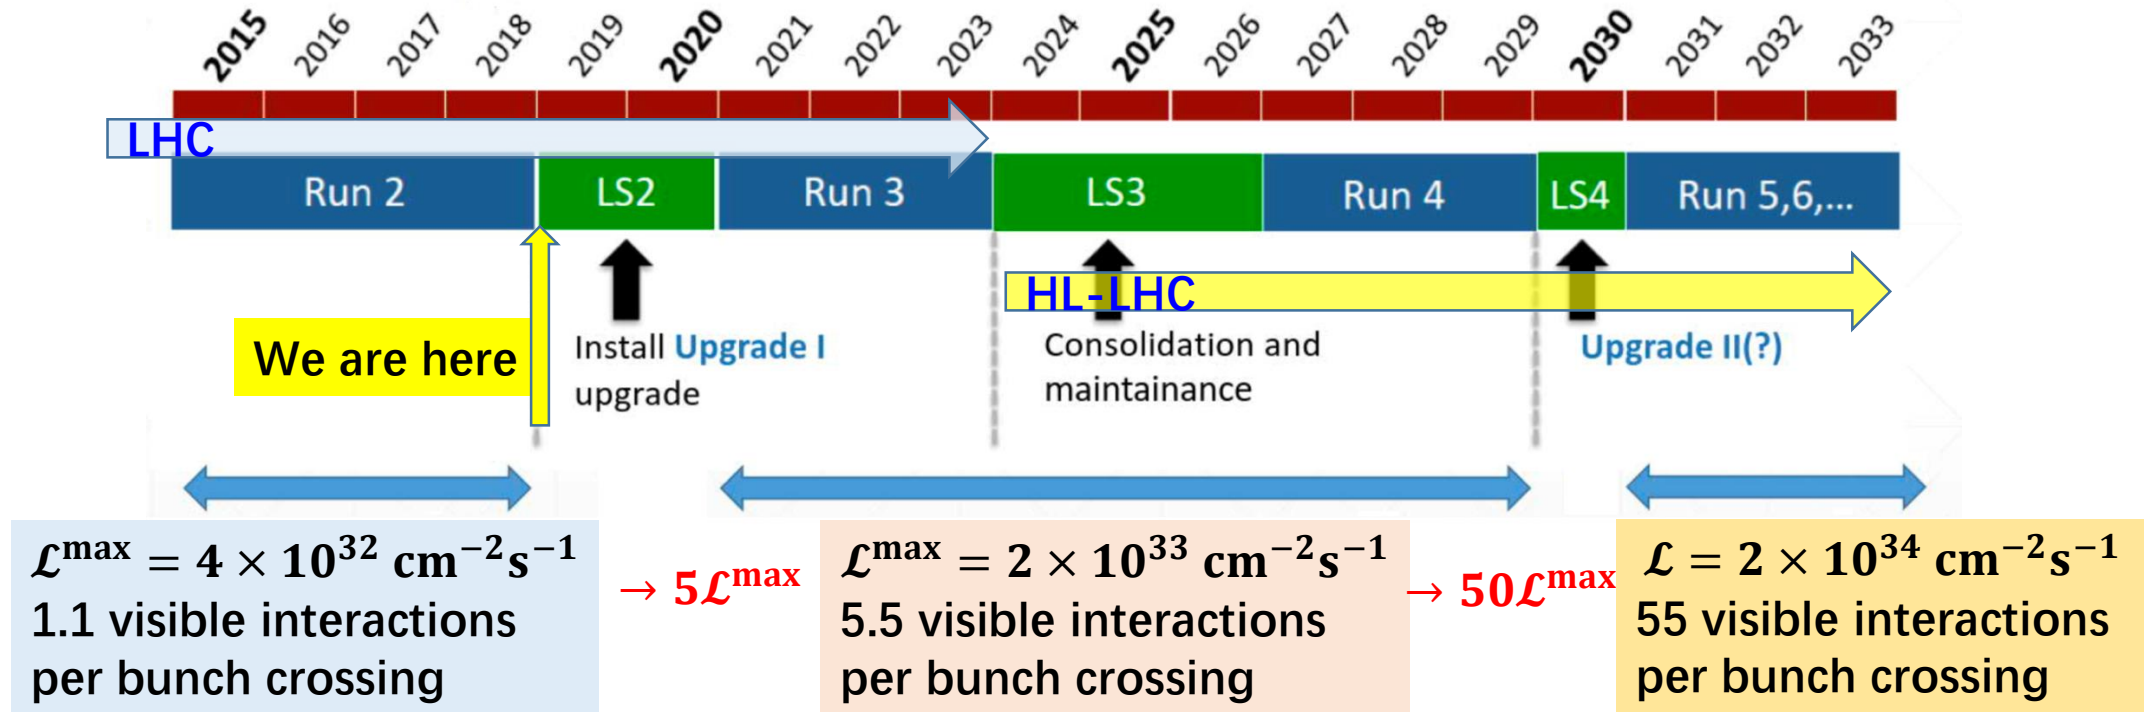 2015 2016 2017 2018 2019 2020 2021 2022 2023 2024 2025 2026 2027 2028 2029 2030 2031 2032 2033
LHC
Run 2 LS2 Run 3 LS3 Run 4 LS4 Run 5,6,...
HL-LHC
We are here
Install Upgrade I
upgrade
Consolidation and
maintainance
Upgrade II(?)
ℒ^max = 4 × 10^32 cm^−2 s^−1
1.1 visible interactions
per bunch crossing
→ 5ℒ^max
ℒ^max = 2 × 10^33 cm^−2 s^−1
5.5 visible interactions
per bunch crossing
→ 50ℒ^max
ℒ = 2 × 10^34 cm^−2 s^−1
55 visible interactions
per bunch crossing